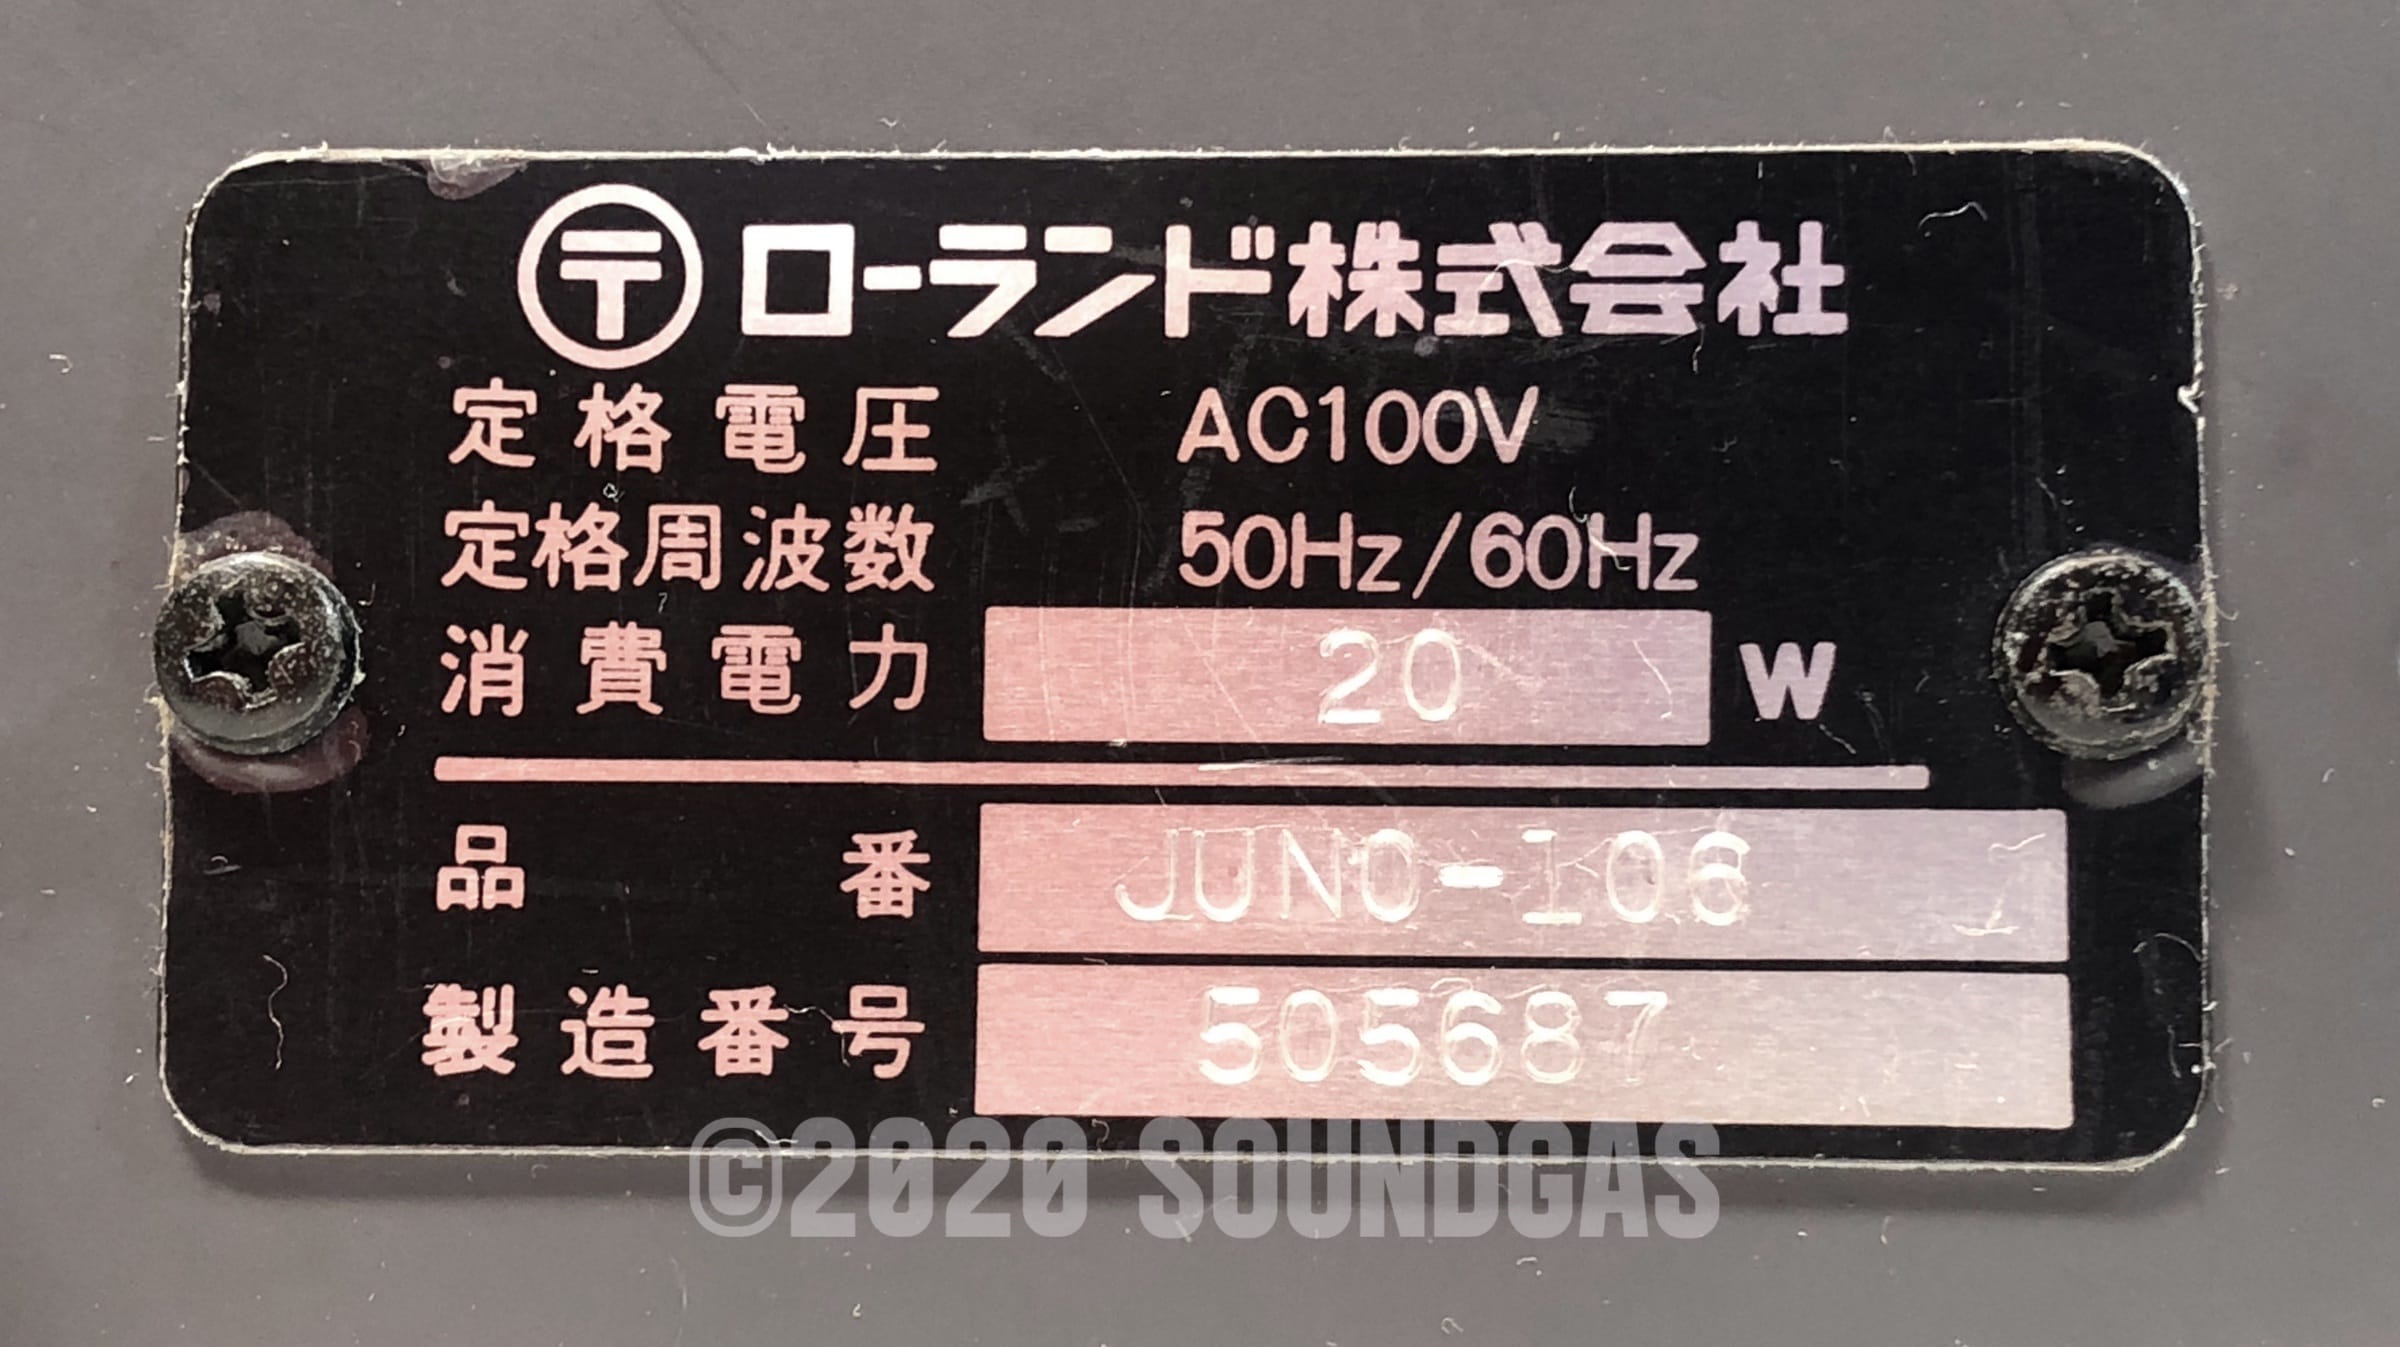 〒 ローランド株式会社
定格電圧 AC100V
定格周波数 50Hz/60Hz
消費電力 20 W
品番 JUNO-106
製造番号 505687
©2020 SOUNDGAS